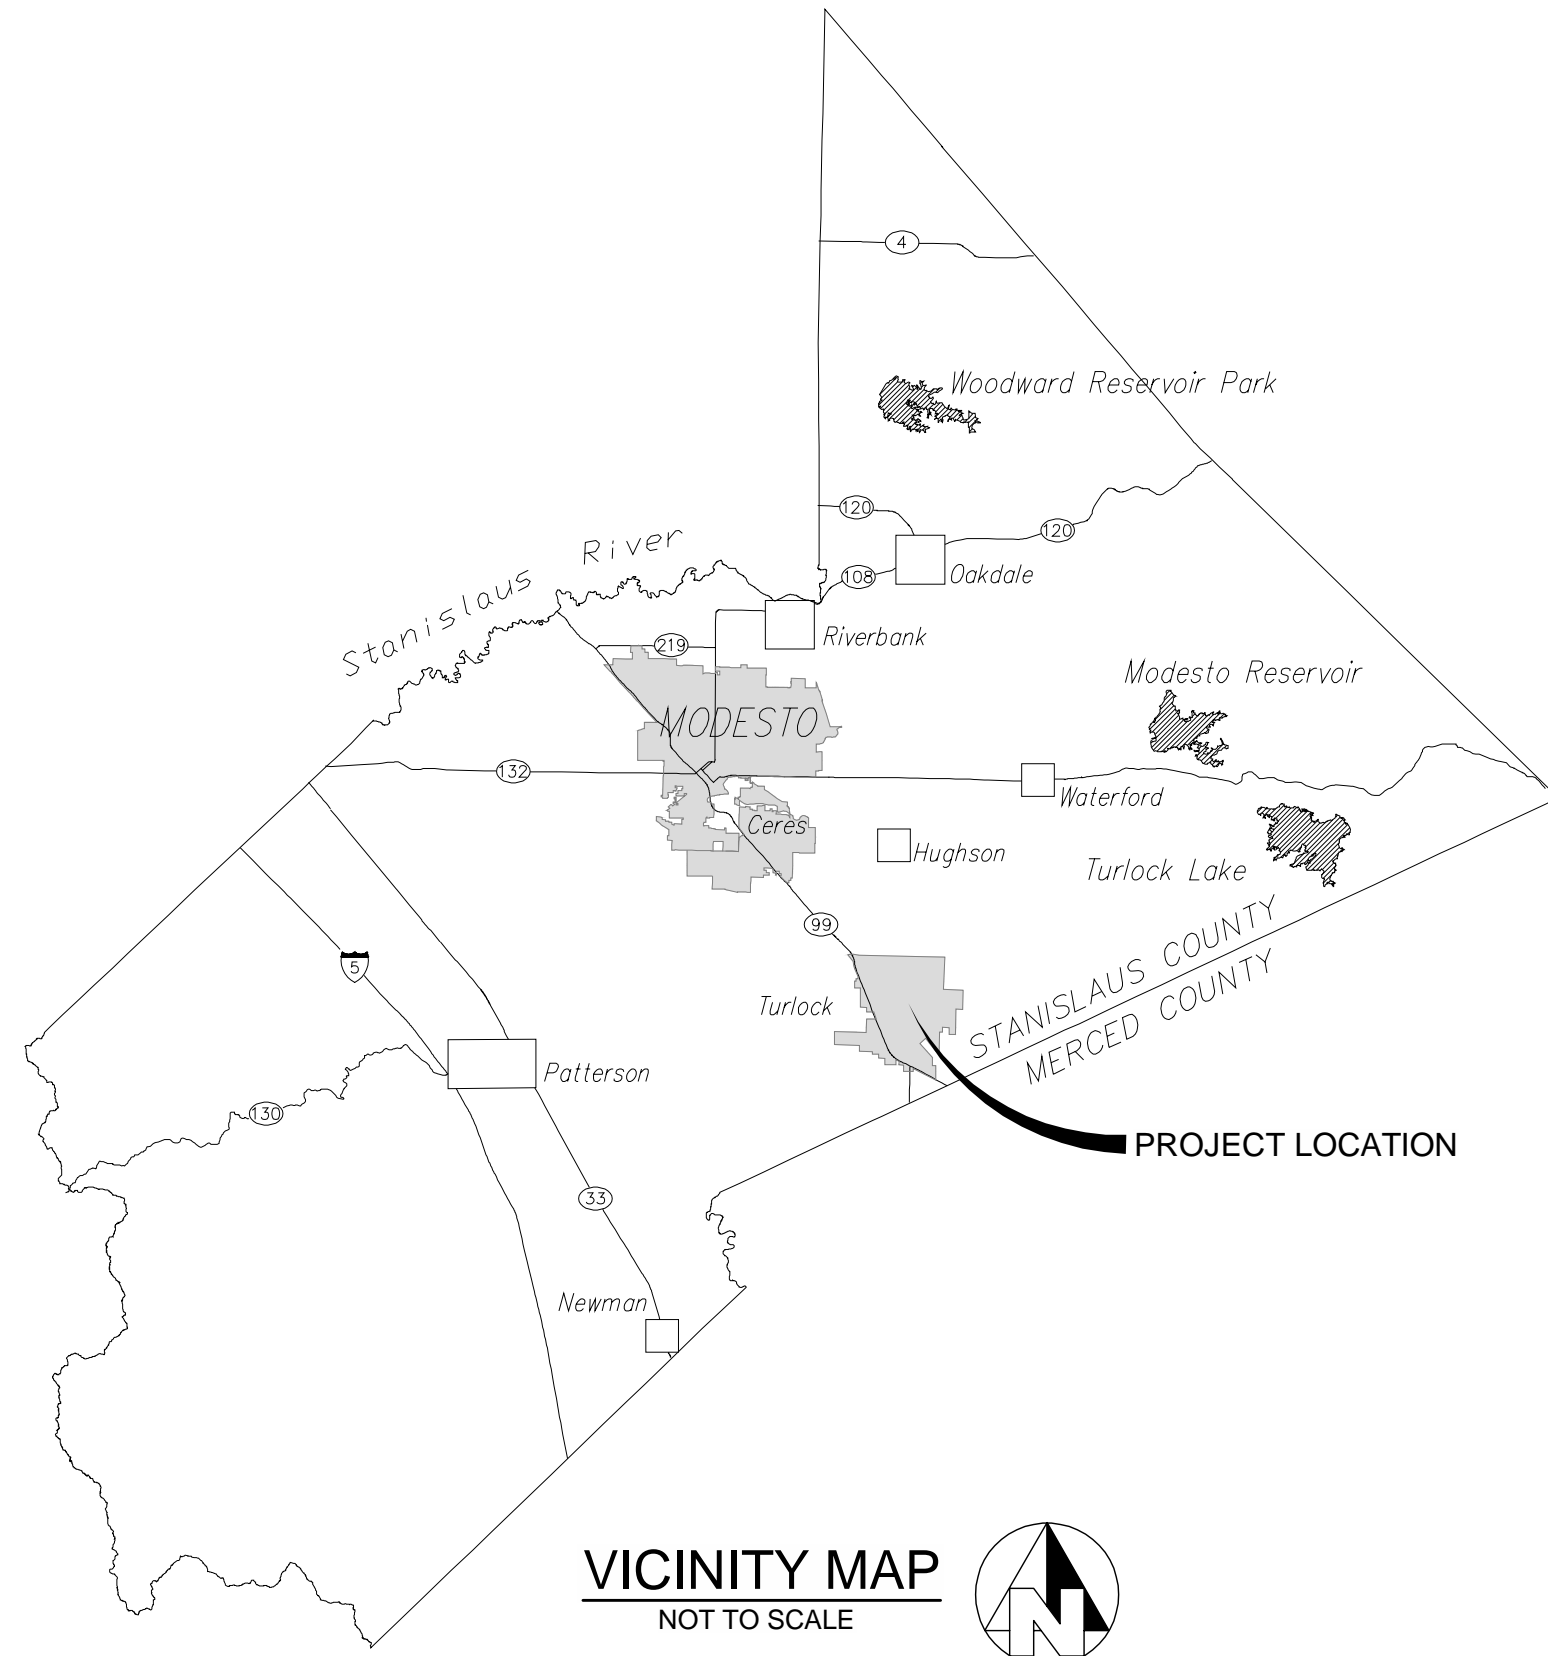 4
Woodward Reservoir Park
120
120
Stanislaus River
108
Oakdale
219
Riverbank
Modesto Reservoir
MODESTO
132
Waterford
Ceres
Hughson
Turlock Lake
99
5
STANISLAUS COUNTY
MERCED COUNTY
Turlock
Patterson
130
PROJECT LOCATION
33
Newman
VICINITY MAP
NOT TO SCALE
N